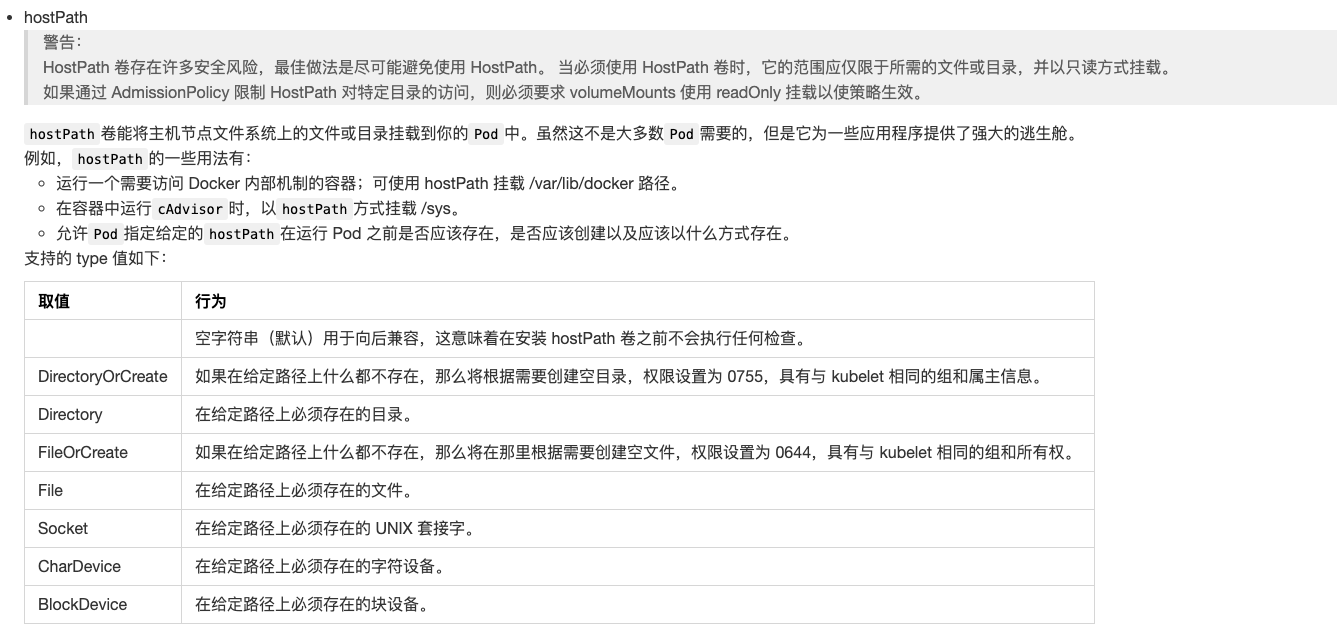 hostPath
警告：
HostPath 卷存在许多安全风险，最佳做法是尽可能避免使用 HostPath。 当必须使用 HostPath 卷时，它的范围应仅限于所需的文件或目录，并以只读方式挂载。
如果通过 AdmissionPolicy 限制 HostPath 对特定目录的访问，则必须要求 volumeMounts 使用 readOnly 挂载以使策略生效。
hostPath 卷能将主机节点文件系统上的文件或目录挂载到你的 Pod 中。虽然这不是大多数 Pod 需要的，但是它为一些应用程序提供了强大的逃生舱。
例如，hostPath 的一些用法有：
运行一个需要访问 Docker 内部机制的容器；可使用 hostPath 挂载 /var/lib/docker 路径。
在容器中运行 cAdvisor 时，以 hostPath 方式挂载 /sys。
允许 Pod 指定给定的 hostPath 在运行 Pod 之前是否应该存在，是否应该创建以及应该以什么方式存在。
支持的 type 值如下：
取值 行为
空字符串（默认）用于向后兼容，这意味着在安装 hostPath 卷之前不会执行任何检查。
DirectoryOrCreate 如果在给定路径上什么都不存在，那么将根据需要创建空目录，权限设置为 0755，具有与 kubelet 相同的组和属主信息。
Directory 在给定路径上必须存在的目录。
FileOrCreate 如果在给定路径上什么都不存在，那么将在那里根据需要创建空文件，权限设置为 0644，具有与 kubelet 相同的组和所有权。
File 在给定路径上必须存在的文件。
Socket 在给定路径上必须存在的 UNIX 套接字。
CharDevice 在给定路径上必须存在的字符设备。
BlockDevice 在给定路径上必须存在的块设备。